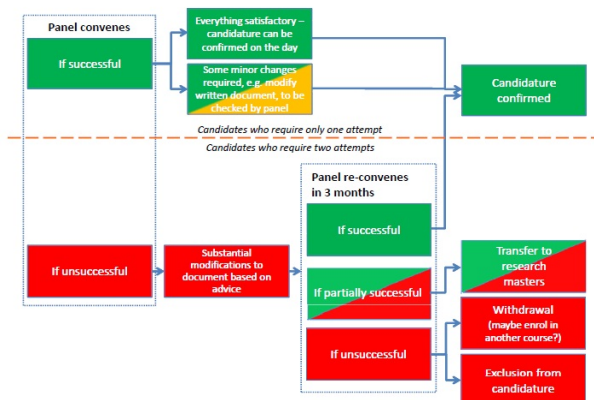 Panel convenes
If successful
Everything satisfactory –
candidature can be
confirmed on the day
Some minor changes
required, e.g. modify
written document, to be
checked by panel
Candidature
confirmed
Candidates who require only one attempt
Candidates who require two attempts
Panel re-convenes
in 3 months
If successful
If unsuccessful
Substantial
modifications to
document based on
advice
If partially successful
Transfer to
research
masters
If unsuccessful
Withdrawal
(maybe enrol in
another course?)
Exclusion from
candidature